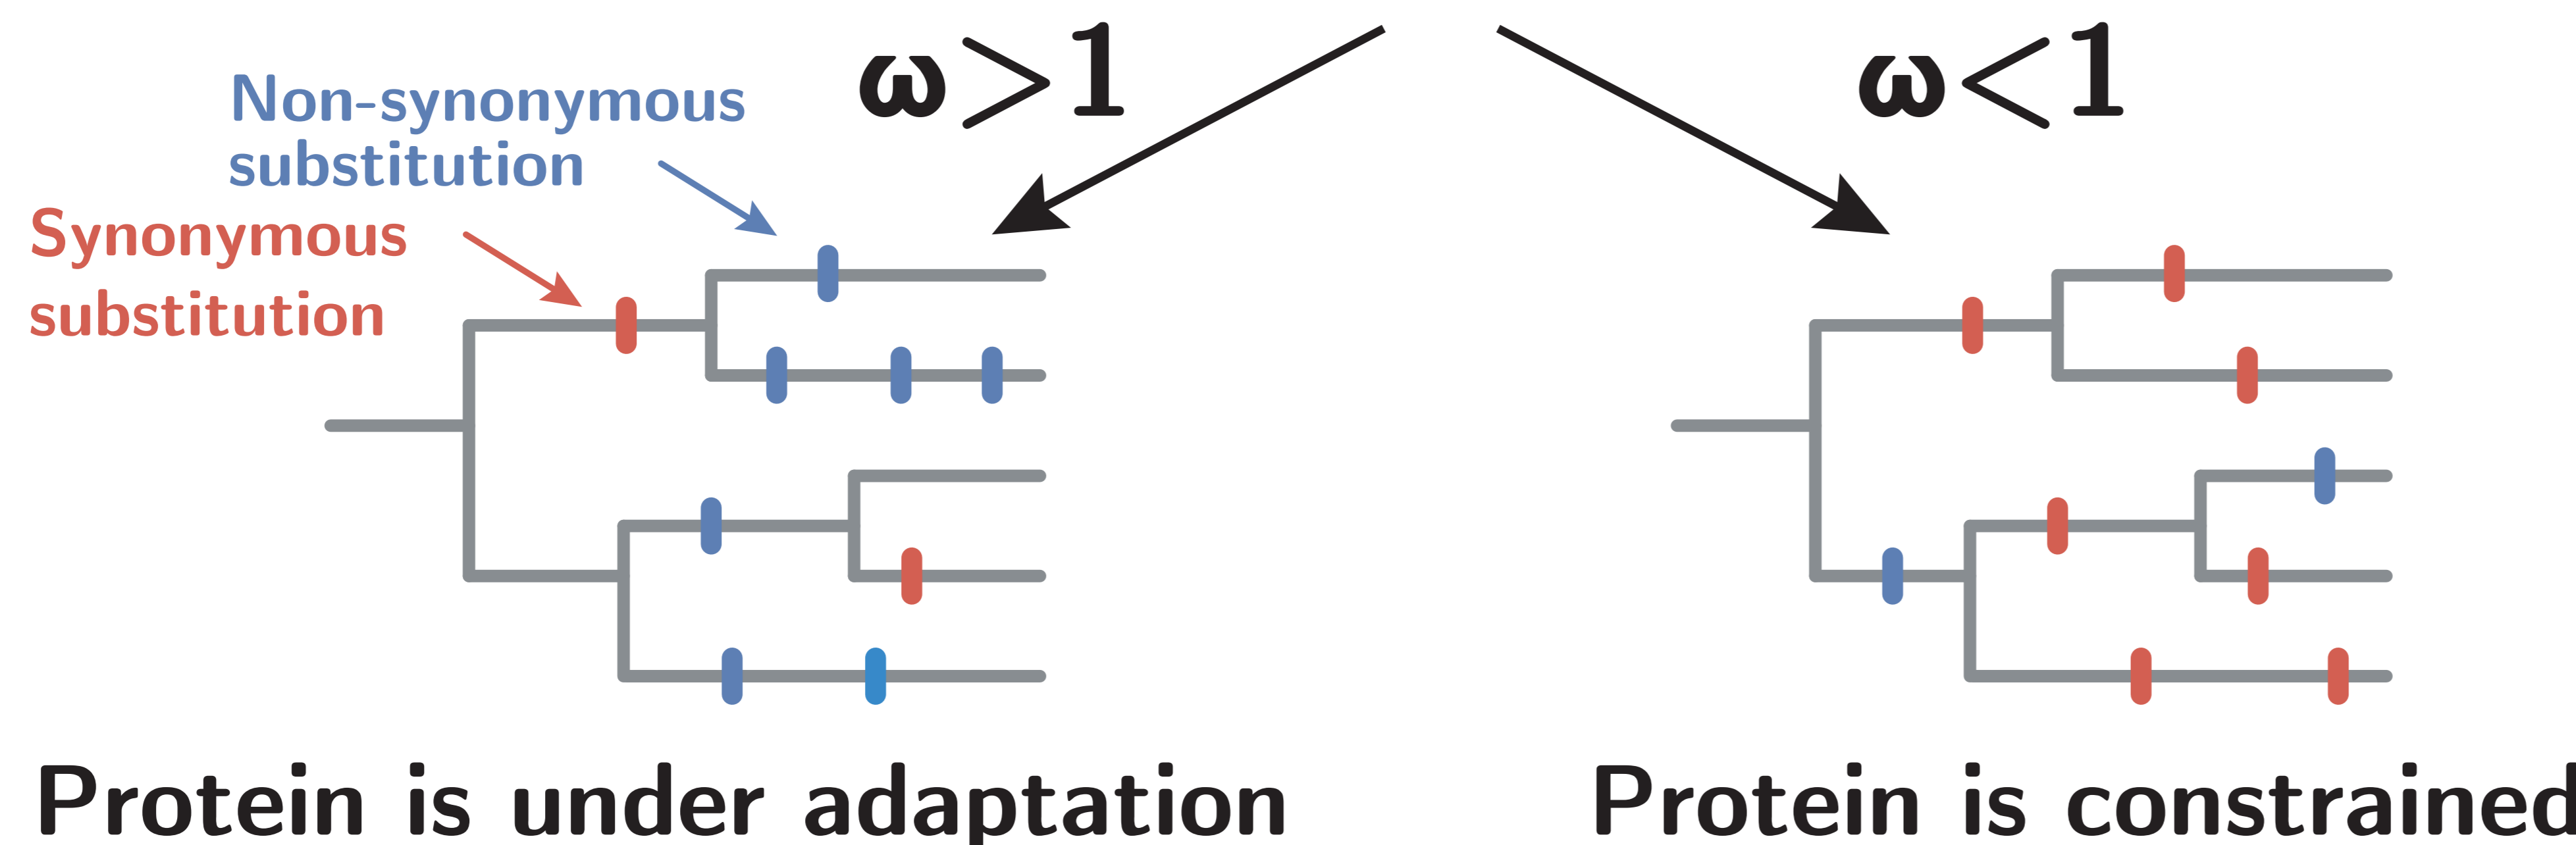 ω>1
ω<1
Non-synonymous
substitution
Synonymous
substitution
Protein is under adaptation
Protein is constrained